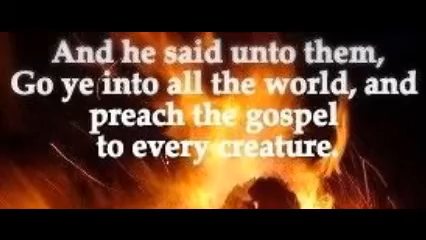 And he said unto them,
Go ye into all the world, and
preach the gospel
to every creature.